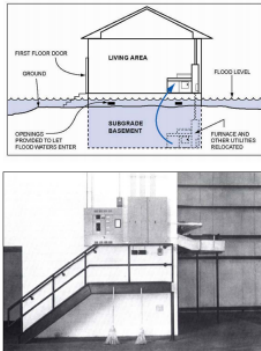 FIRST FLOOR DOOR
LIVING AREA
GROUND
FLOOD LEVEL
OPENINGS
PROVIDED TO LET
FLOOD WATERS ENTER
SUBGRADE
BASEMENT
FURNACE AND
OTHER UTILITIES
RELOCATED